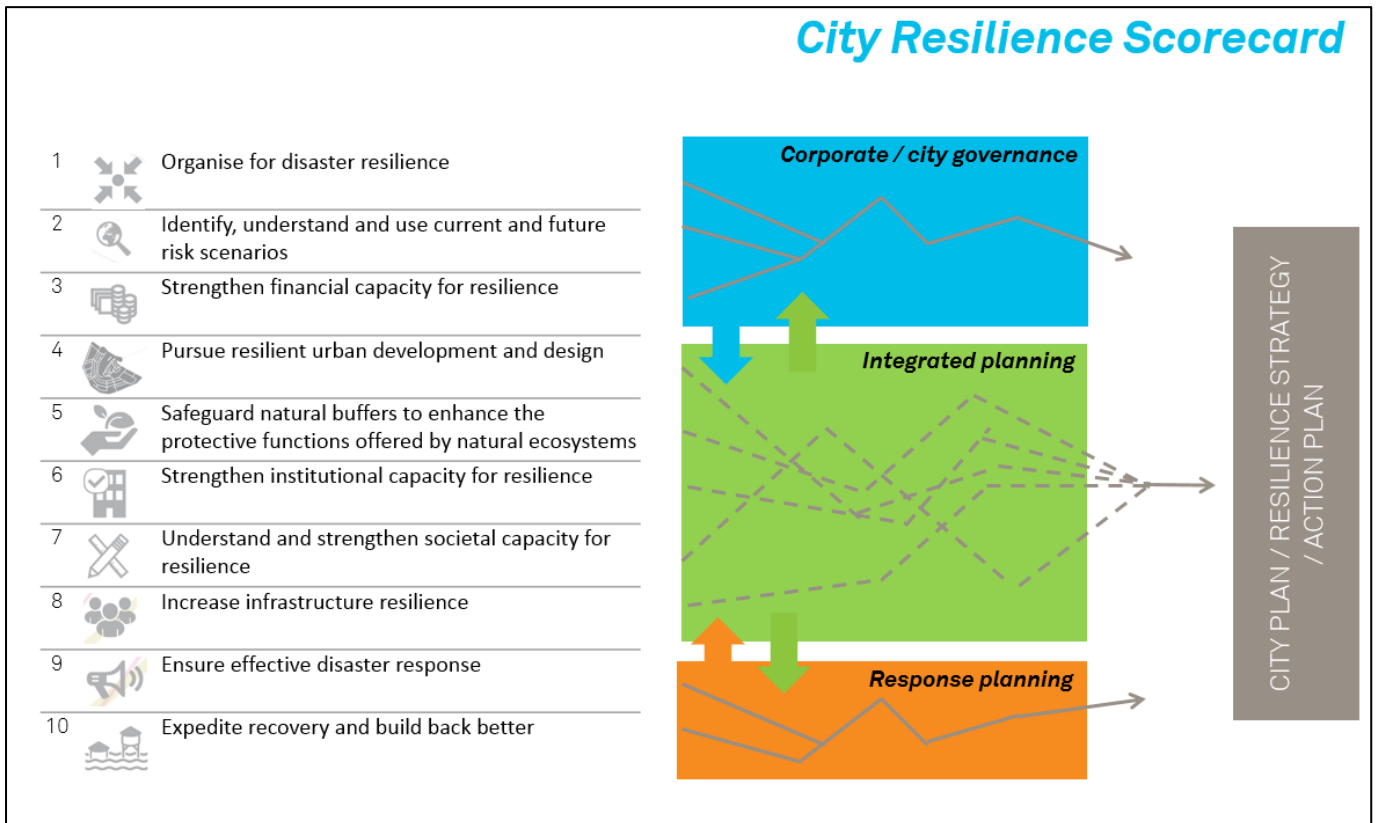 City Resilience Scorecard
1 Organise for disaster resilience
2 Identify, understand and use current and future
risk scenarios
3 Strengthen financial capacity for resilience
4 Pursue resilient urban development and design
5 Safeguard natural buffers to enhance the
protective functions offered by natural ecosystems
6 Strengthen institutional capacity for resilience
7 Understand and strengthen societal capacity for
resilience
8 Increase infrastructure resilience
9 Ensure effective disaster response
10 Expedite recovery and build back better
Corporate / city governance
Integrated planning
Response planning
CITY PLAN / RESILIENCE STRATEGY
/ ACTION PLAN